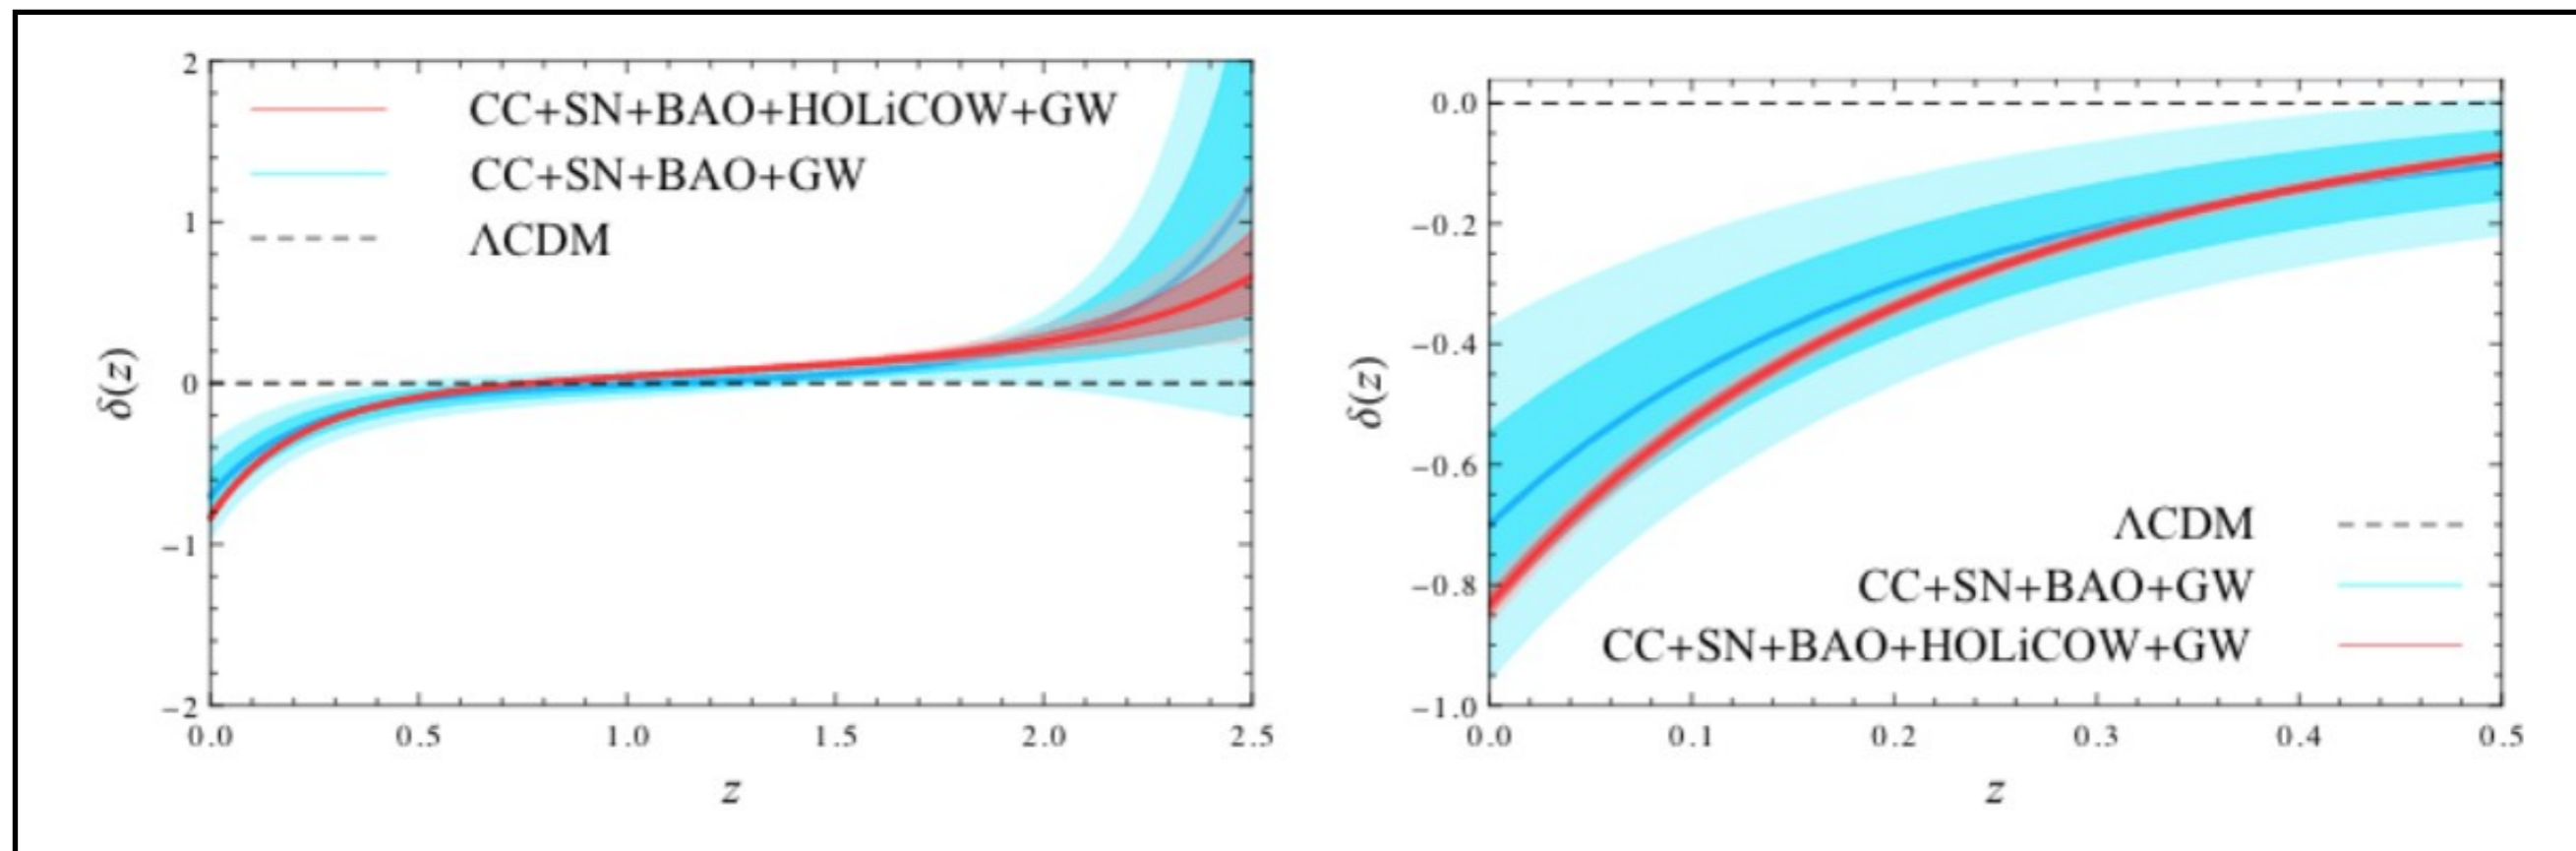 2
1
0
−1
−2
δ(z)
CC+SN+BAO+HOLiCOW+GW
CC+SN+BAO+GW
ΛCDM
0.0 0.5 1.0 1.5 2.0 2.5
z
0.0
−0.2
−0.4
−0.6
−0.8
−1.0
δ(z)
ΛCDM
CC+SN+BAO+GW
CC+SN+BAO+HOLiCOW+GW
0.0 0.1 0.2 0.3 0.4 0.5
z